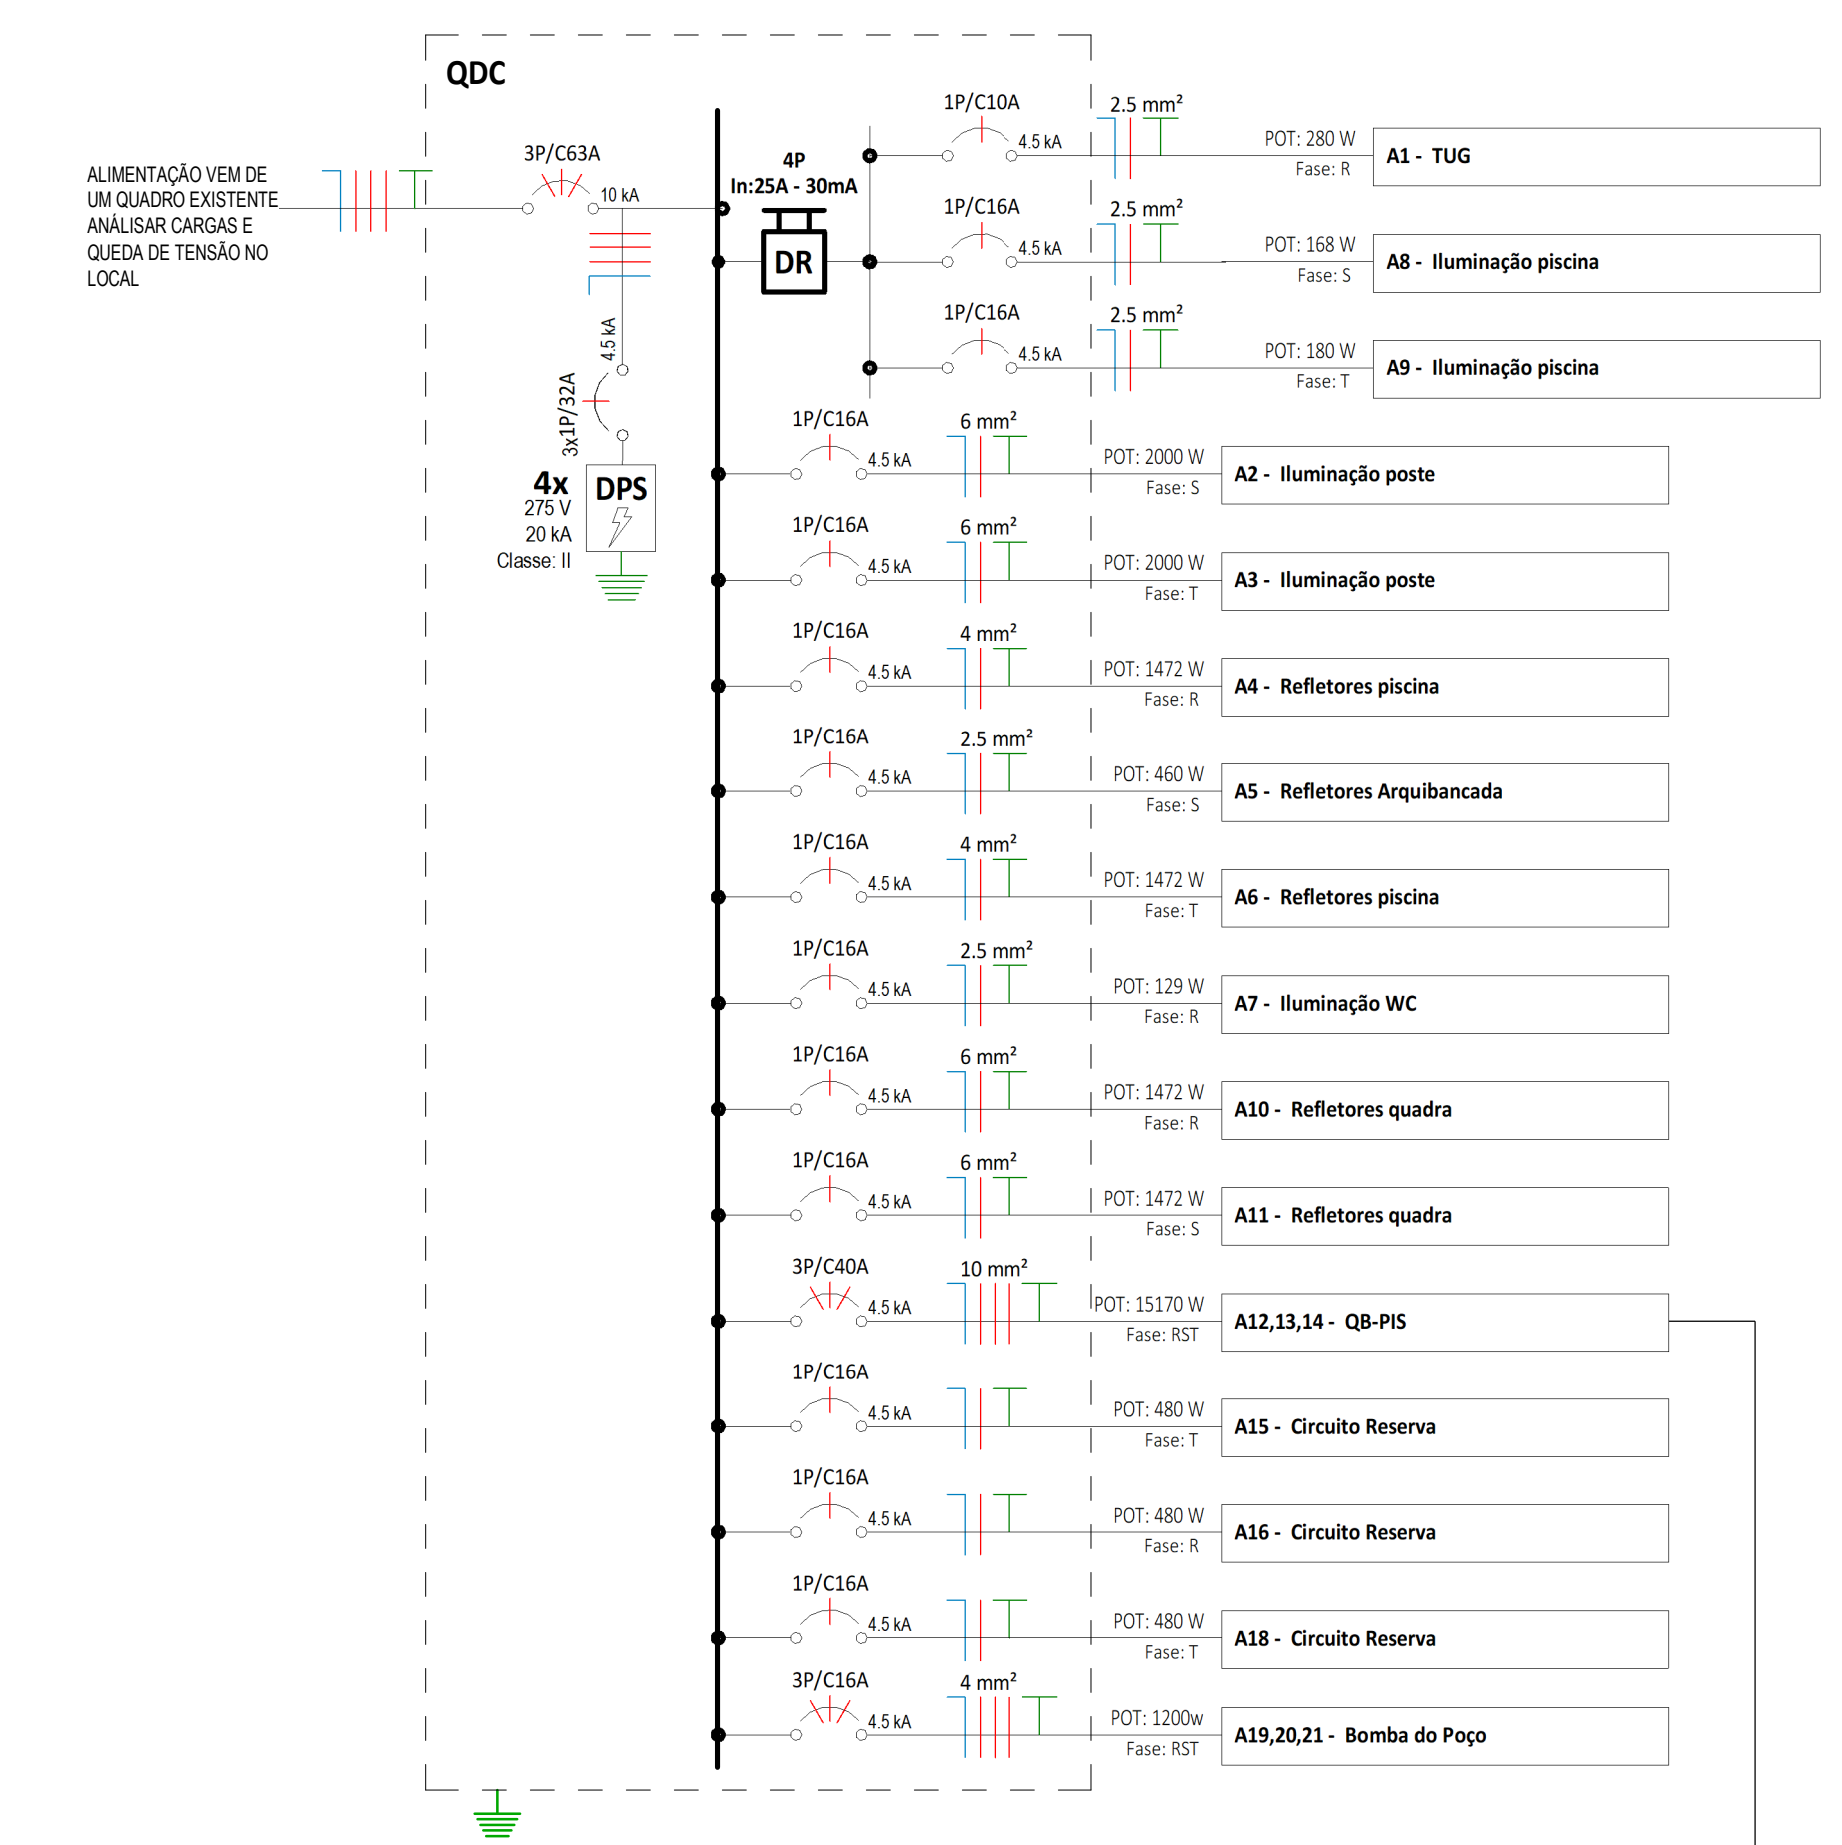 QDC
ALIMENTAÇÃO VEM DE
UM QUADRO EXISTENTE
ANÁLISAR CARGAS E
QUEDA DE TENSÃO NO
LOCAL
3P/C63A
10 kA
4.5 kA
3x1P/32A
4x
275 V
20 kA
Classe: II
DPS
4P
In:25A - 30mA
DR
1P/C10A
4.5 kA
2.5 mm²
POT: 280 W
Fase: R
A1 - TUG
1P/C16A
4.5 kA
2.5 mm²
POT: 168 W
Fase: S
A8 - Iluminação piscina
1P/C16A
4.5 kA
2.5 mm²
POT: 180 W
Fase: T
A9 - Iluminação piscina
1P/C16A
4.5 kA
6 mm²
POT: 2000 W
Fase: S
A2 - Iluminação poste
1P/C16A
4.5 kA
6 mm²
POT: 2000 W
Fase: T
A3 - Iluminação poste
1P/C16A
4.5 kA
4 mm²
POT: 1472 W
Fase: R
A4 - Refletores piscina
1P/C16A
4.5 kA
2.5 mm²
POT: 460 W
Fase: S
A5 - Refletores Arquibancada
1P/C16A
4.5 kA
4 mm²
POT: 1472 W
Fase: T
A6 - Refletores piscina
1P/C16A
4.5 kA
2.5 mm²
POT: 129 W
Fase: R
A7 - Iluminação WC
1P/C16A
4.5 kA
6 mm²
POT: 1472 W
Fase: R
A10 - Refletores quadra
1P/C16A
4.5 kA
6 mm²
POT: 1472 W
Fase: S
A11 - Refletores quadra
3P/C40A
4.5 kA
10 mm²
POT: 15170 W
Fase: RST
A12,13,14 - QB-PIS
1P/C16A
4.5 kA
POT: 480 W
Fase: T
A15 - Circuito Reserva
1P/C16A
4.5 kA
POT: 480 W
Fase: R
A16 - Circuito Reserva
1P/C16A
4.5 kA
POT: 480 W
Fase: T
A18 - Circuito Reserva
3P/C16A
4.5 kA
4 mm²
POT: 1200w
Fase: RST
A19,20,21 - Bomba do Poço